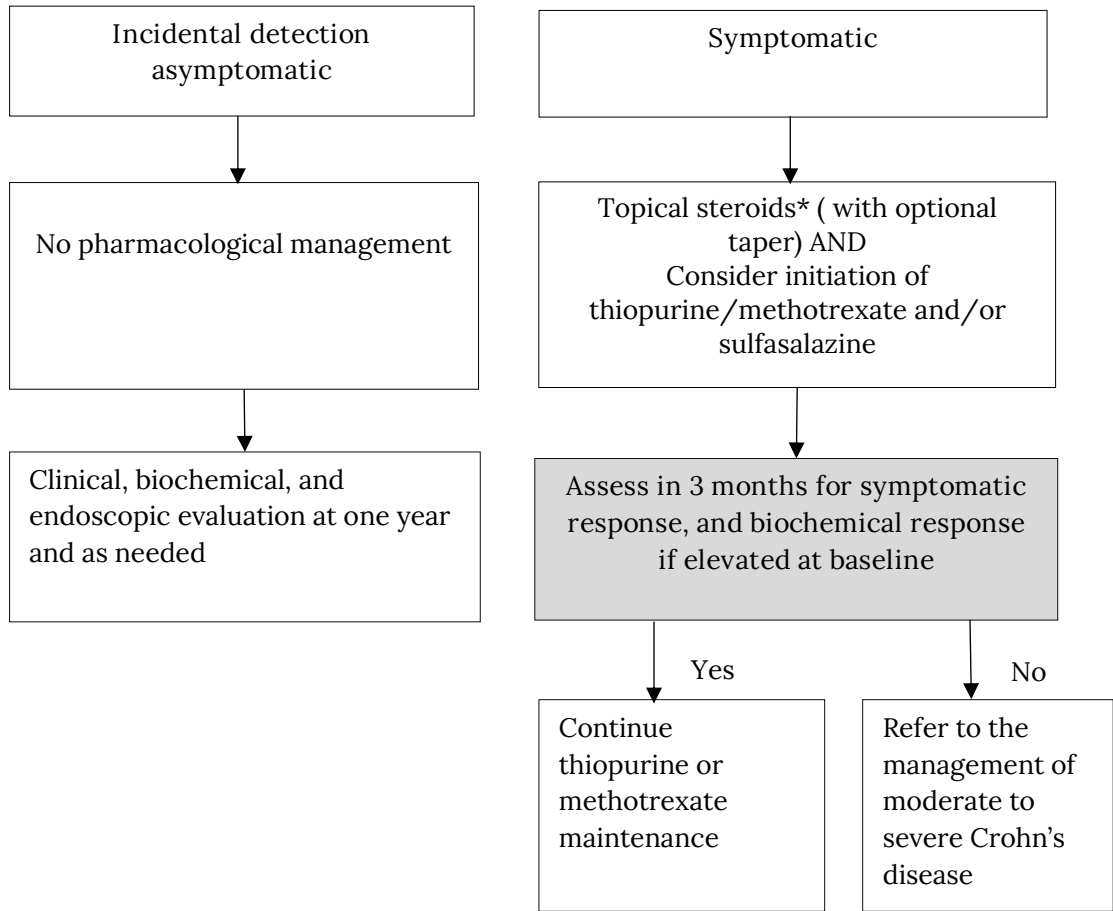 Incidental detection
asymptomatic
No pharmacological management
Clinical, biochemical, and
endoscopic evaluation at one year
and as needed
Symptomatic
Topical steroids* ( with optional
taper) AND
Consider initiation of
thiopurine/methotrexate and/or
sulfasalazine
Assess in 3 months for symptomatic
response, and biochemical response
if elevated at baseline
Yes
No
Continue
thiopurine or
methotrexate
maintenance
Refer to the
management of
moderate to
severe Crohn’s
disease